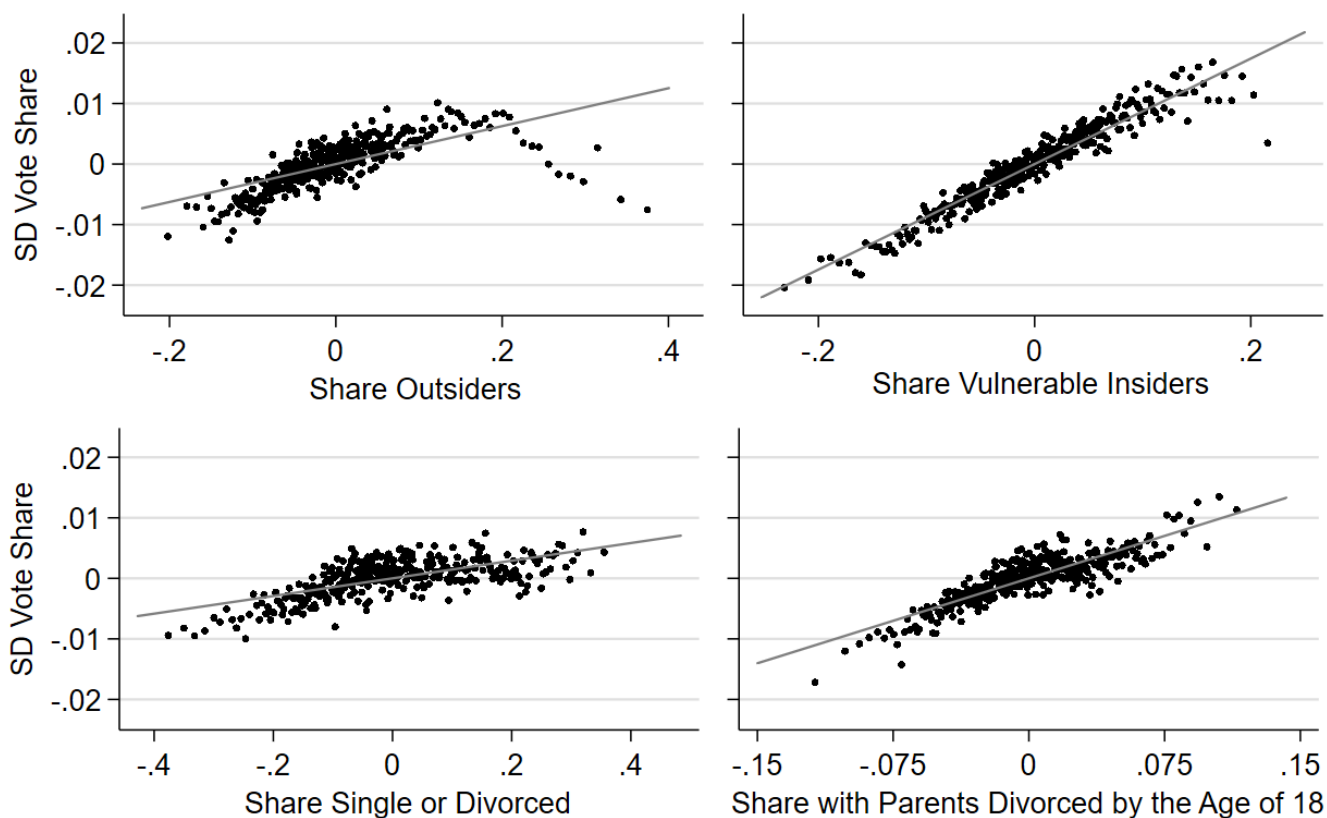 .02
.01
0
-.01
-.02
SD Vote Share
-.2 0 .2 .4
Share Outsiders
-.2 0 .2
Share Vulnerable Insiders
.02
.01
0
-.01
-.02
SD Vote Share
-.4 -.2 0 .2 .4
Share Single or Divorced
-.15 -.075 0 .075 .15
Share with Parents Divorced by the Age of 18